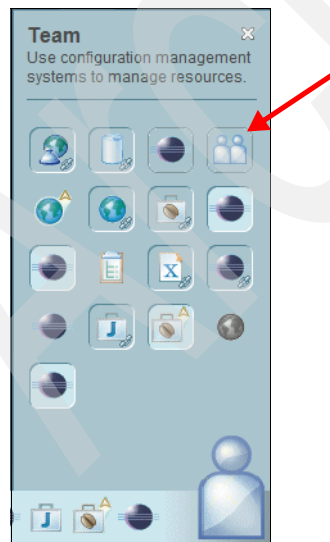 Team
Use configuration management
systems to manage resources.
X
J
J